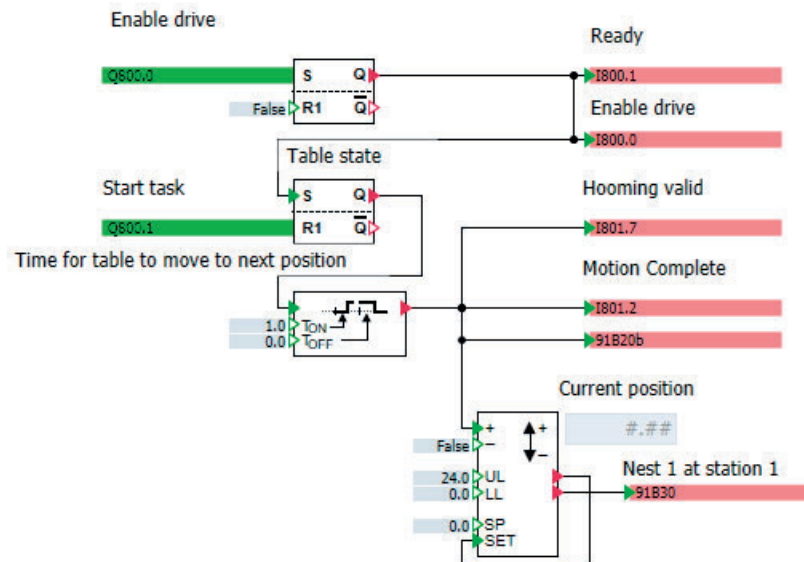 Enable drive
Ready
Q800.0
S Q
I800.1
False R1 Q
Enable drive
I800.0
Table state
Start task
S Q
Hooming valid
Q800.1
R1 Q
I801.7
Time for table to move to next position
Motion Complete
1.0 TON
I801.2
0.0 TOFF
91B20b
Current position
+ +
#.##
False − −
24.0 UL
Nest 1 at station 1
0.0 LL
91B30
0.0 SP
SET